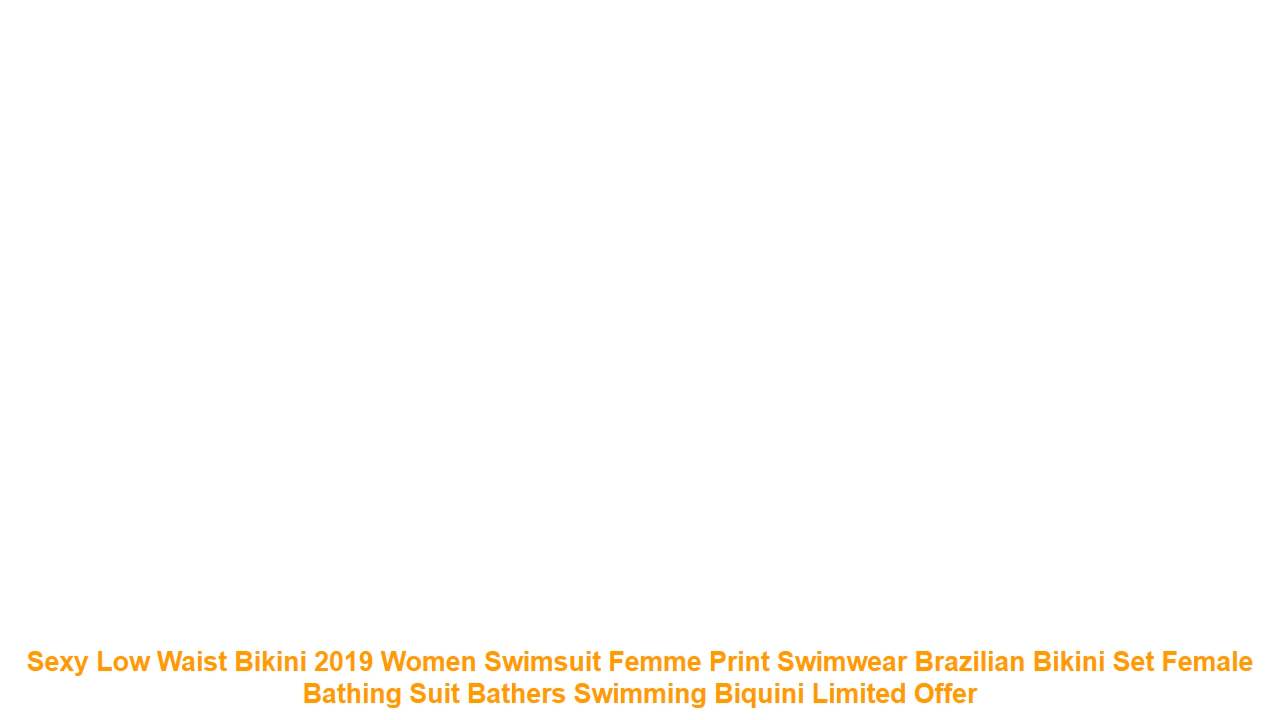 Sexy Low Waist Bikini 2019 Women Swimsuit Femme Print Swimwear Brazilian Bikini Set Female
Bathing Suit Bathers Swimming Biquini Limited Offer